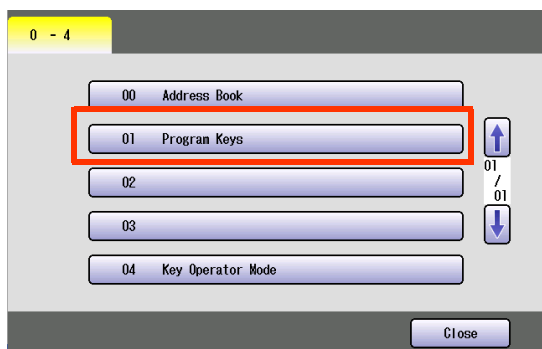 0 - 4
00 Address Book
01 Program Keys
01
/
01
02
03
04 Key Operator Mode
Close